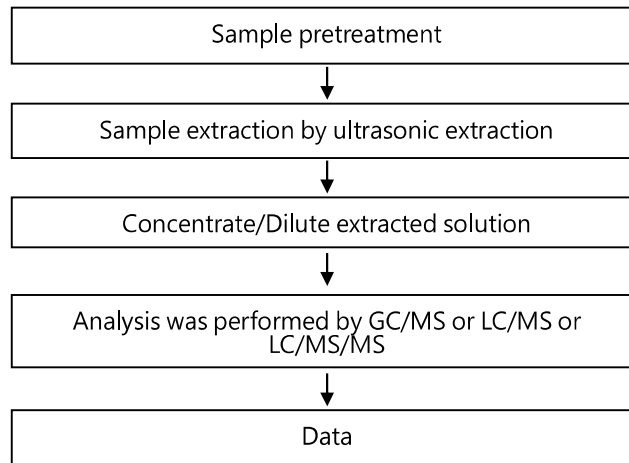 Sample pretreatment
Sample extraction by ultrasonic extraction
Concentrate/Dilute extracted solution
Analysis was performed by GC/MS or LC/MS or
LC/MS/MS
Data